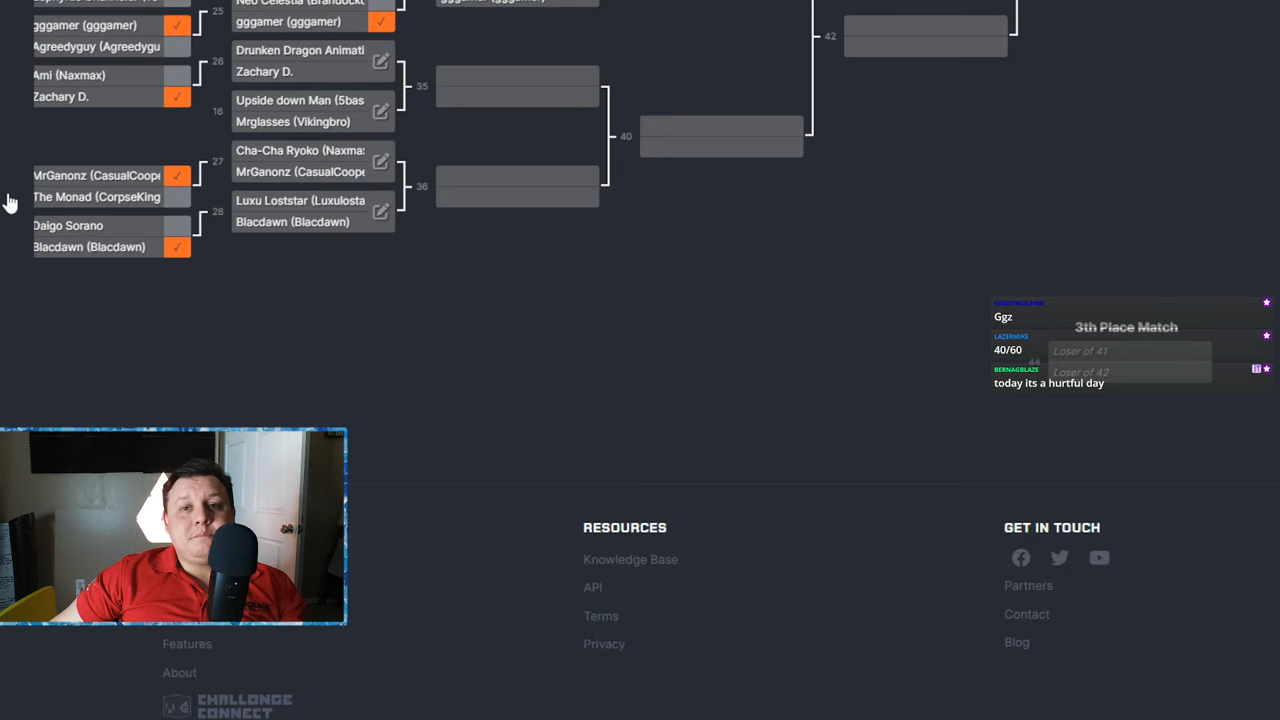 gggamer (gggamer) ✓
Agreedyguy (Agreedygu
25
gggamer (gggamer) ✓
Ami (Naxmax)
Zachary D. ✓
26
Drunken Dragon Animati
Zachary D.
16
Upside down Man (5bas
Mrglasses (Vikingbro)
35
MrGanonz (CasualCoope ✓
The Monad (CorpseKing
27
Cha-Cha Ryoko (Naxma:
MrGanonz (CasualCoope
Daigo Sorano
Blacdawn (Blacdawn) ✓
28
Luxu Loststar (Luxulosta
Blacdawn (Blacdawn)
36
40
42
GHOSTWOLFXIW
Ggz
LAZERMIKE
40/60
BERNAGBLAZE
today its a hurtful day
3th Place Match
44
Loser of 41
Loser of 42
RESOURCES
Knowledge Base
API
Terms
Privacy
GET IN TOUCH
Partners
Contact
Blog
Features
About
CHALLONGE
CONNECT